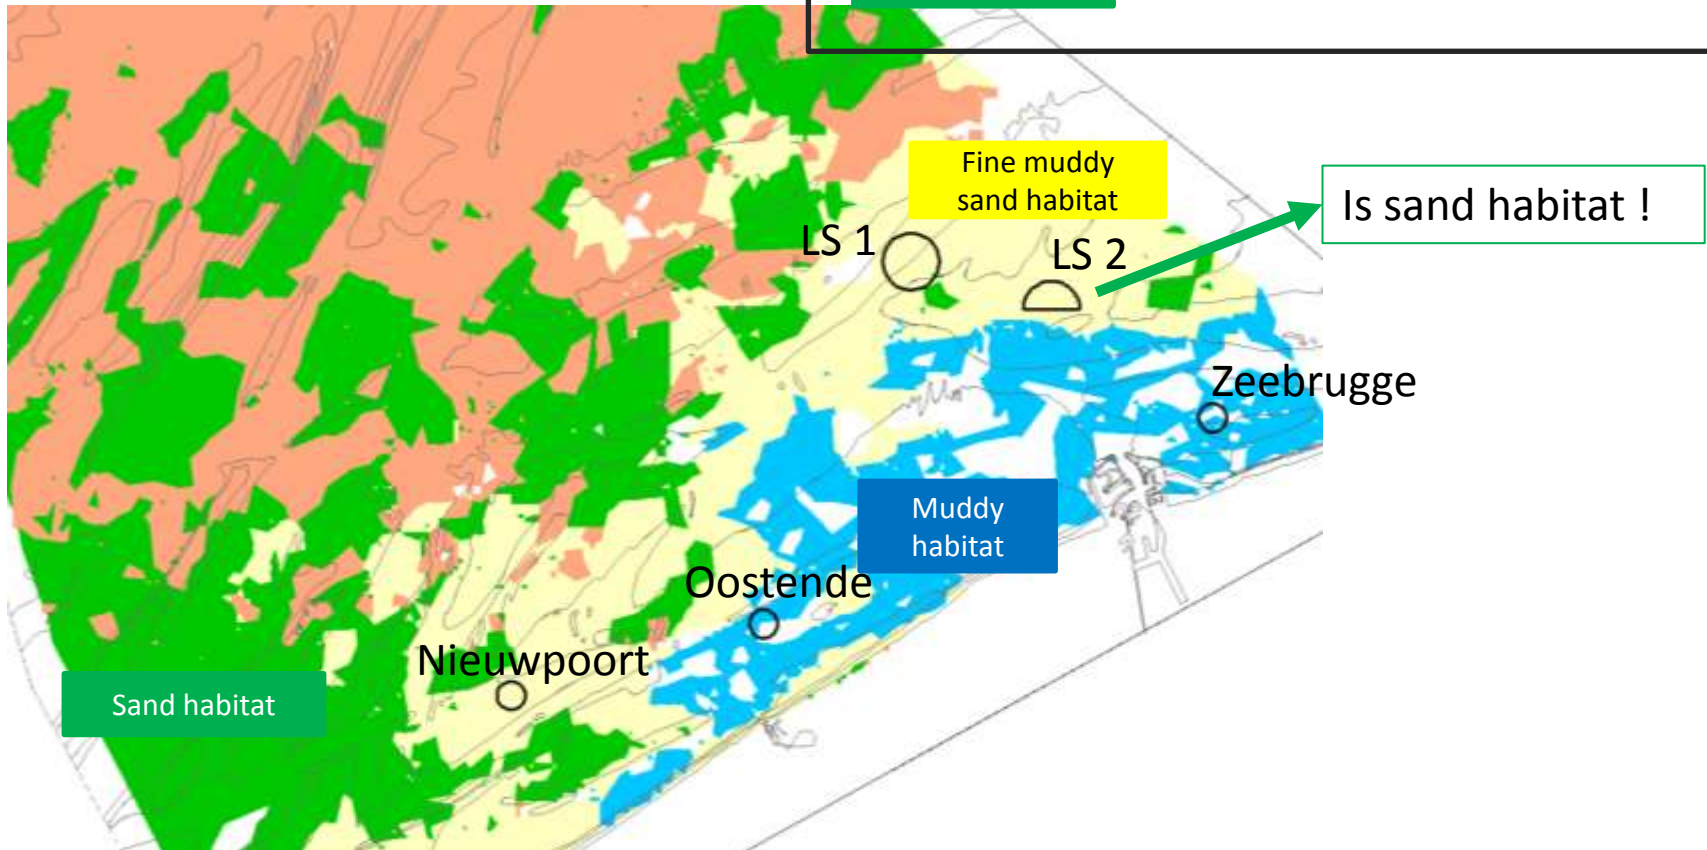 Fine muddy
sand habitat
Is sand habitat !
LS 1
LS 2
Zeebrugge
Muddy
habitat
Oostende
Nieuwpoort
Sand habitat